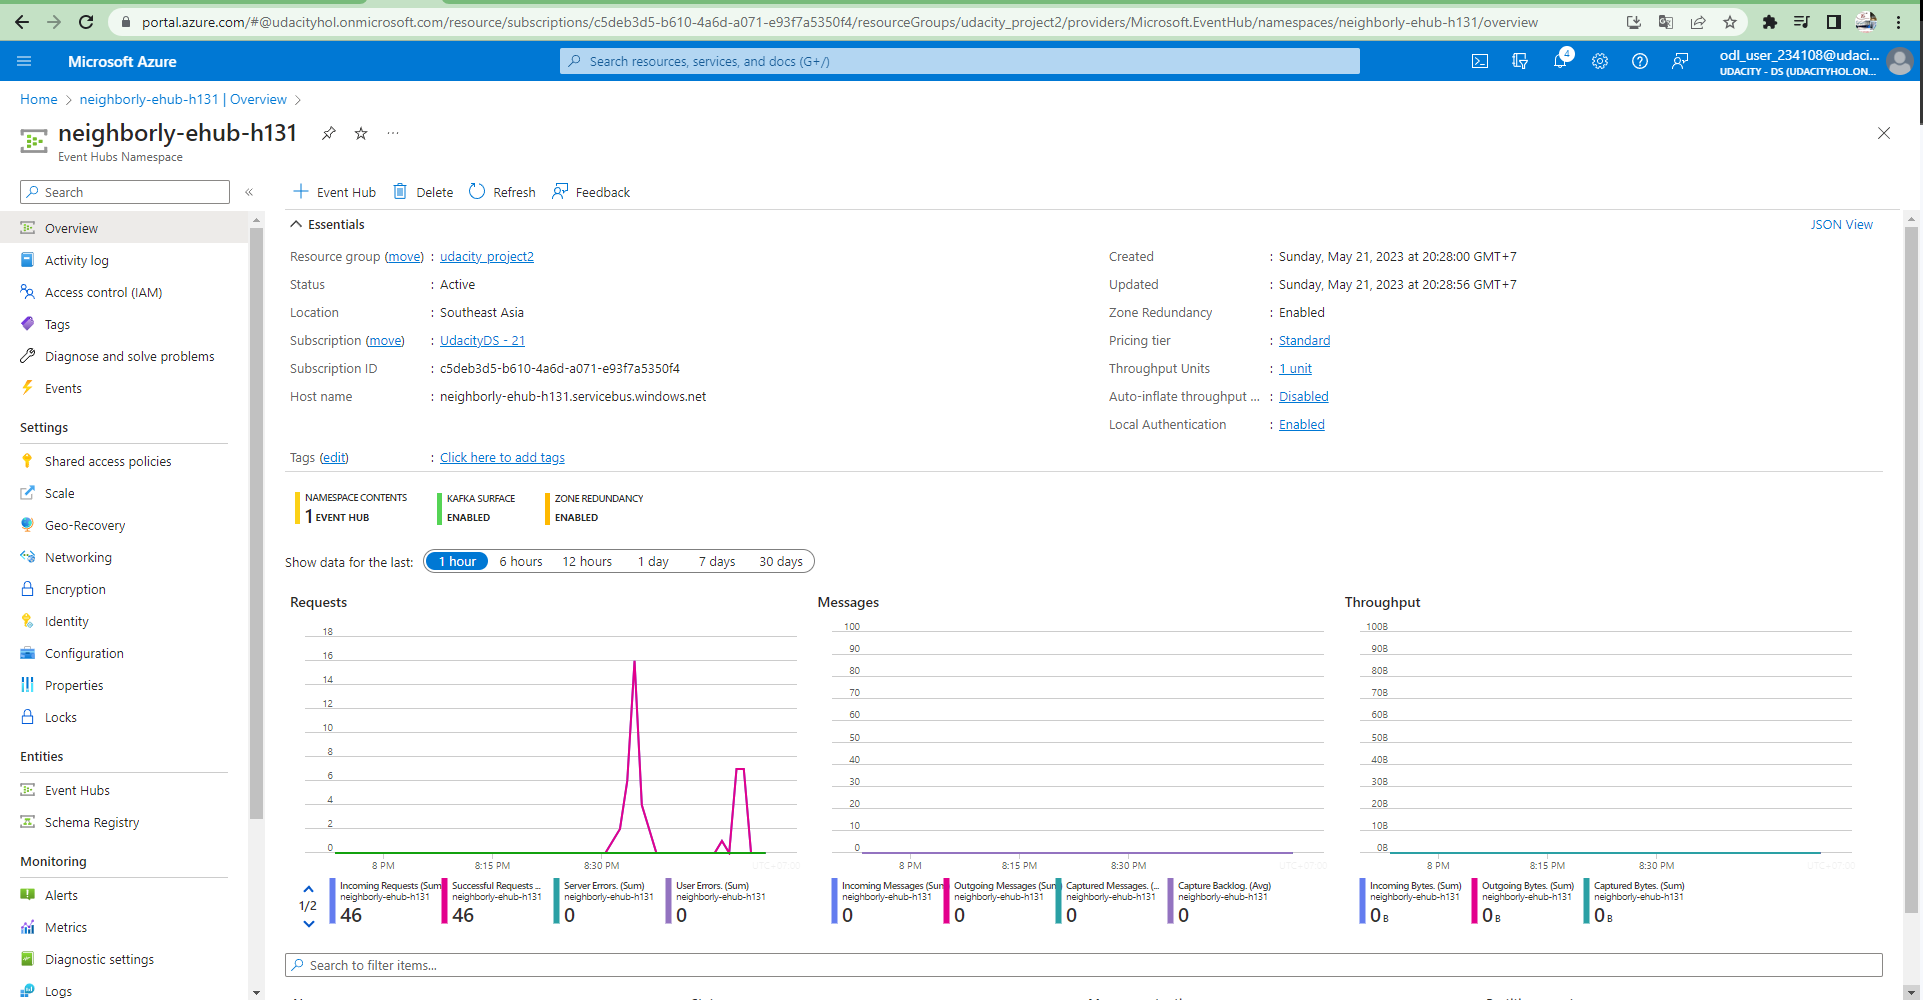 portal.azure.com/#@udacityhol.onmicrosoft.com/resource/subscriptions/c5deb3d5-b610-4a6d-a071-e93f7a5350f4/resourceGroups/udacity_project2/providers/Microsoft.EventHub/namespaces/neighborly-ehub-h131/overview
Microsoft Azure
Search resources, services, and docs (G+/)
4
odl_user_234108@udaci...
UDACITY - DS (UDACITYHOL.ON...
Home > neighborly-ehub-h131 | Overview >
neighborly-ehub-h131 ...
Event Hubs Namespace
Search «
Overview
Activity log
Access control (IAM)
Tags
Diagnose and solve problems
Events
Settings
Shared access policies
Scale
Geo-Recovery
Networking
Encryption
Identity
Configuration
Properties
Locks
Entities
Event Hubs
Schema Registry
Monitoring
Alerts
Metrics
Diagnostic settings
Logs
Event Hub Delete Refresh Feedback
Essentials JSON View
Resource group (move) : udacity_project2
Status : Active
Location : Southeast Asia
Subscription (move) : UdacityDS - 21
Subscription ID : c5deb3d5-b610-4a6d-a071-e93f7a5350f4
Host name : neighborly-ehub-h131.servicebus.windows.net
Created : Sunday, May 21, 2023 at 20:28:00 GMT+7
Updated : Sunday, May 21, 2023 at 20:28:56 GMT+7
Zone Redundancy : Enabled
Pricing tier : Standard
Throughput Units : 1 unit
Auto-inflate throughput ... : Disabled
Local Authentication : Enabled
Tags (edit) : Click here to add tags
NAMESPACE CONTENTS
1 EVENT HUB
KAFKA SURFACE
ENABLED
ZONE REDUNDANCY
ENABLED
Show data for the last: 1 hour 6 hours 12 hours 1 day 7 days 30 days
Requests
18
16
14
12
10
8
6
4
2
0
8 PM 8:15 PM 8:30 PM UTC+07:00
1/2
Incoming Requests (Sum
neighborly-ehub-h131
46
Successful Requests ...
neighborly-ehub-h131
46
Server Errors. (Sum)
neighborly-ehub-h131
0
User Errors. (Sum)
neighborly-ehub-h131
0
Messages
100
90
80
70
60
50
40
30
20
10
0
8 PM 8:15 PM 8:30 PM UTC+07:00
Incoming Messages (Sum
neighborly-ehub-h131
0
Outgoing Messages (Sum
neighborly-ehub-h131
0
Captured Messages. (...
neighborly-ehub-h131
0
Capture Backlog. (Avg)
neighborly-ehub-h131
0
Throughput
100B
90B
80B
70B
60B
50B
40B
30B
20B
10B
0B
8 PM 8:15 PM 8:30 PM UTC+07:00
Incoming Bytes. (Sum)
neighborly-ehub-h131
0 B
Outgoing Bytes. (Sum)
neighborly-ehub-h131
0 B
Captured Bytes. (Sum)
neighborly-ehub-h131
0 B
Search to filter items...